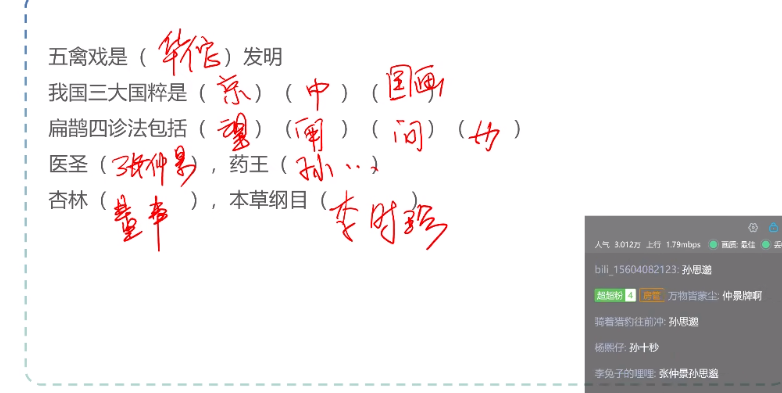 五禽戏是（华佗）发明
我国三大国粹是（京）（中）（国画）
扁鹊四诊法包括（望）（闻）（问）（切）
医圣（张仲景），药王（孙…）
杏林（董奉），本草纲目（李时珍）
人气 3.012万 上行 1.79mbps 画质: 最佳 丢
bili_15604082123: 孙思邈
超超粉 4 房管 万物皆蒙尘: 仲景牌啊
骑着猎豹往前冲: 孙思邈
杨熙仔: 孙十秒
李兔子的哩哩: 张仲景孙思邈